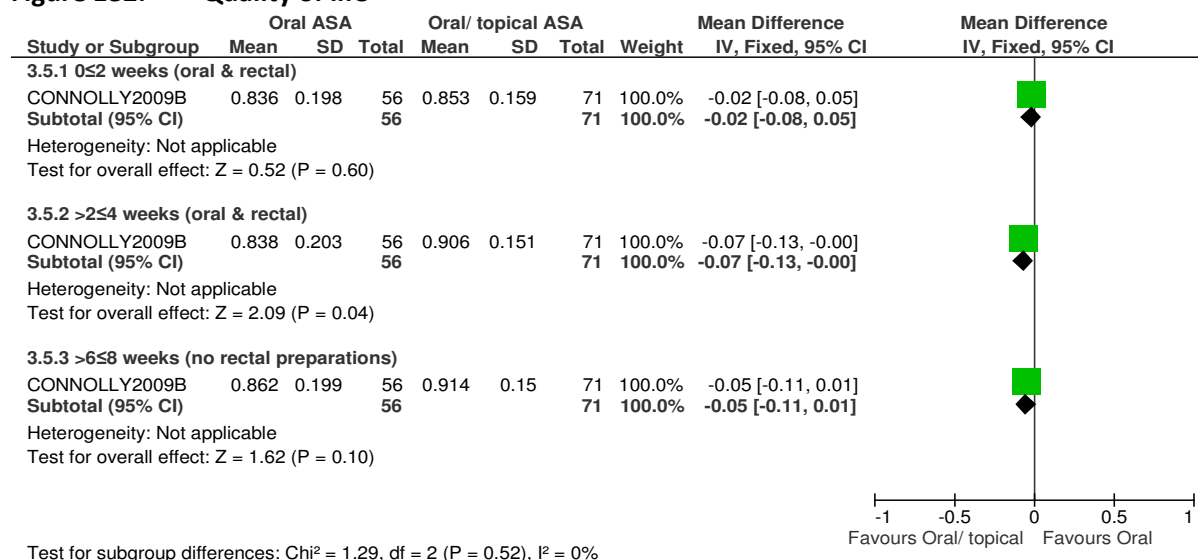 Oral ASA Oral/ topical ASA Mean Difference Mean Difference
Study or Subgroup Mean SD Total Mean SD Total Weight IV, Fixed, 95% CI IV, Fixed, 95% CI
3.5.1 0≤2 weeks (oral & rectal)
CONNOLLY2009B 0.836 0.198 56 0.853 0.159 71 100.0% -0.02 [-0.08, 0.05]
Subtotal (95% CI) 56 71 100.0% -0.02 [-0.08, 0.05]
Heterogeneity: Not applicable
Test for overall effect: Z = 0.52 (P = 0.60)
3.5.2 >2≤4 weeks (oral & rectal)
CONNOLLY2009B 0.838 0.203 56 0.906 0.151 71 100.0% -0.07 [-0.13, -0.00]
Subtotal (95% CI) 56 71 100.0% -0.07 [-0.13, -0.00]
Heterogeneity: Not applicable
Test for overall effect: Z = 2.09 (P = 0.04)
3.5.3 >6≤8 weeks (no rectal preparations)
CONNOLLY2009B 0.862 0.199 56 0.914 0.15 71 100.0% -0.05 [-0.11, 0.01]
Subtotal (95% CI) 56 71 100.0% -0.05 [-0.11, 0.01]
Heterogeneity: Not applicable
Test for overall effect: Z = 1.62 (P = 0.10)
-1 -0.5 0 0.5 1
Favours Oral/ topical Favours Oral
Test for subgroup differences: Chi² = 1.29, df = 2 (P = 0.52), I² = 0%